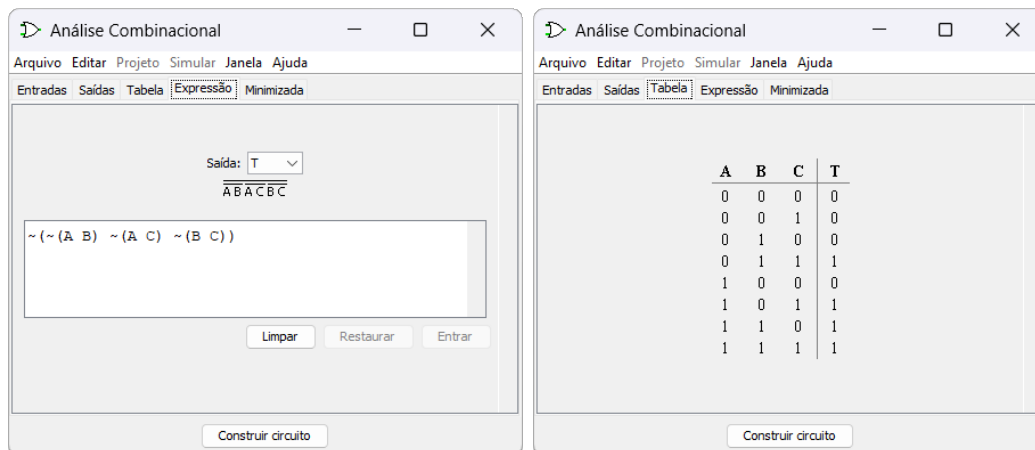 Análise Combinacional
Arquivo Editar Projeto Simular Janela Ajuda
Entradas Saídas Tabela Expressão Minimizada
Saída: T
A B A C B C
~(~(A B) ~(A C) ~(B C))
Limpar Restaurar Entrar
Construir circuito
Análise Combinacional
Arquivo Editar Projeto Simular Janela Ajuda
Entradas Saídas Tabela Expressão Minimizada
A B C T
0 0 0 0
0 0 1 0
0 1 0 0
0 1 1 1
1 0 0 0
1 0 1 1
1 1 0 1
1 1 1 1
Construir circuito